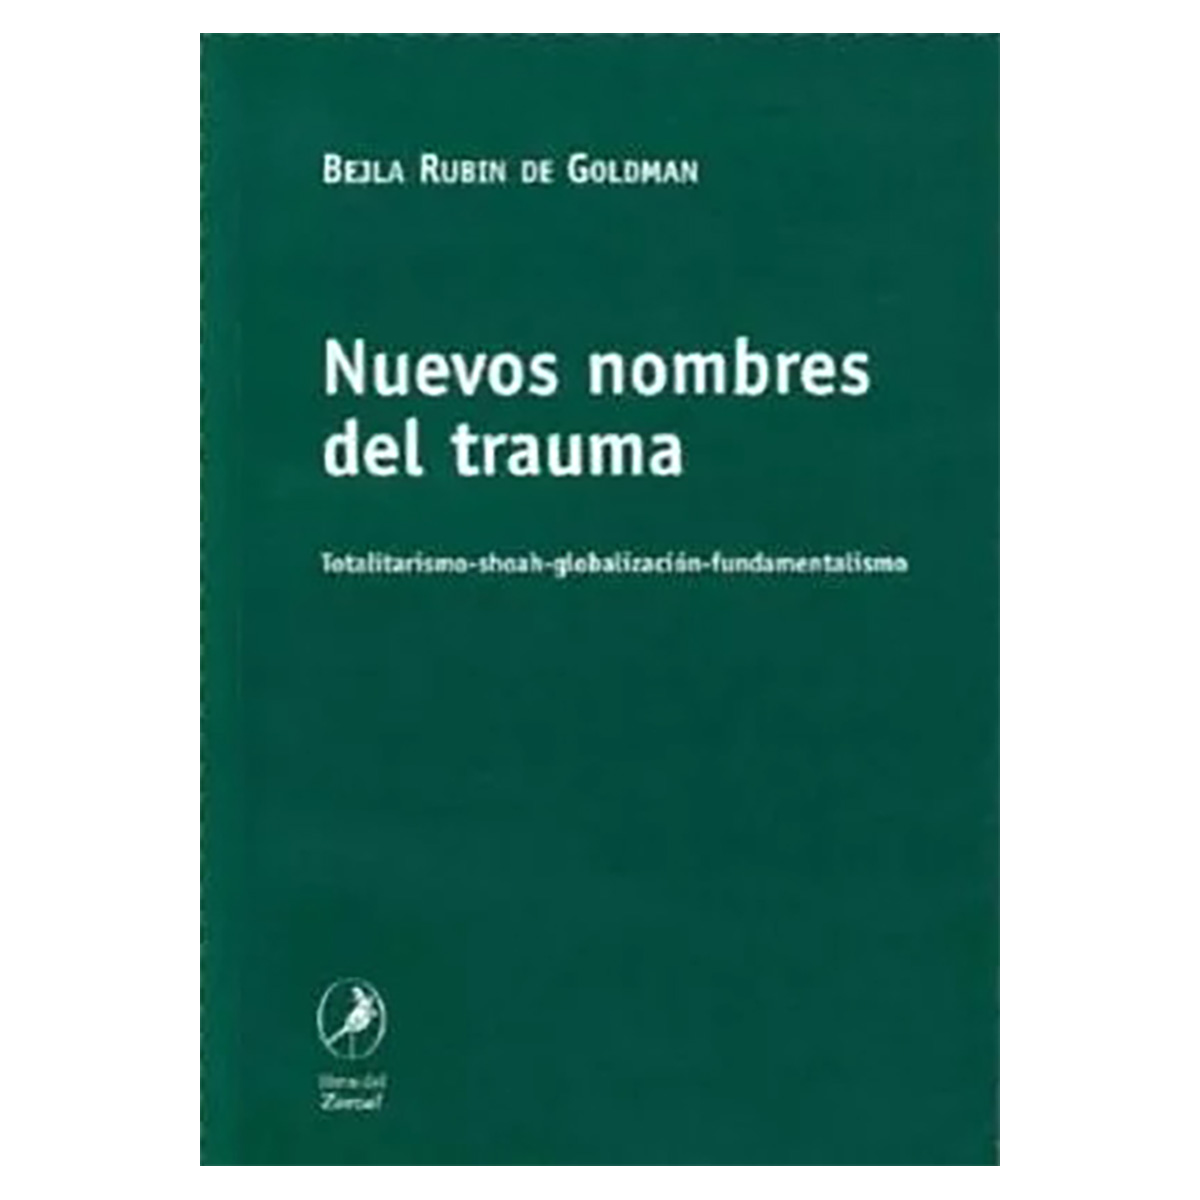 BEJLA RUBIN DE GOLDMAN
Nuevos nombres
del trauma
Totalitarismo-shoah-globalización-fundamentalismo
libros del
Zorzal